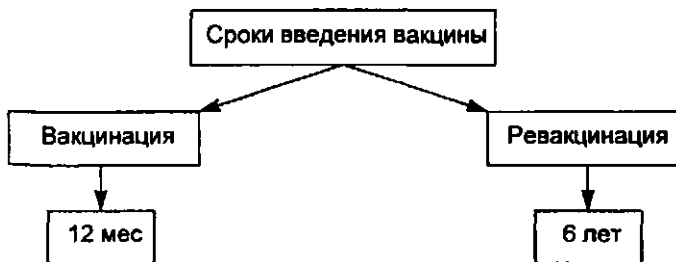 Сроки введения вакцины
Вакцинация
Ревакцинация
12 мес
6 лет